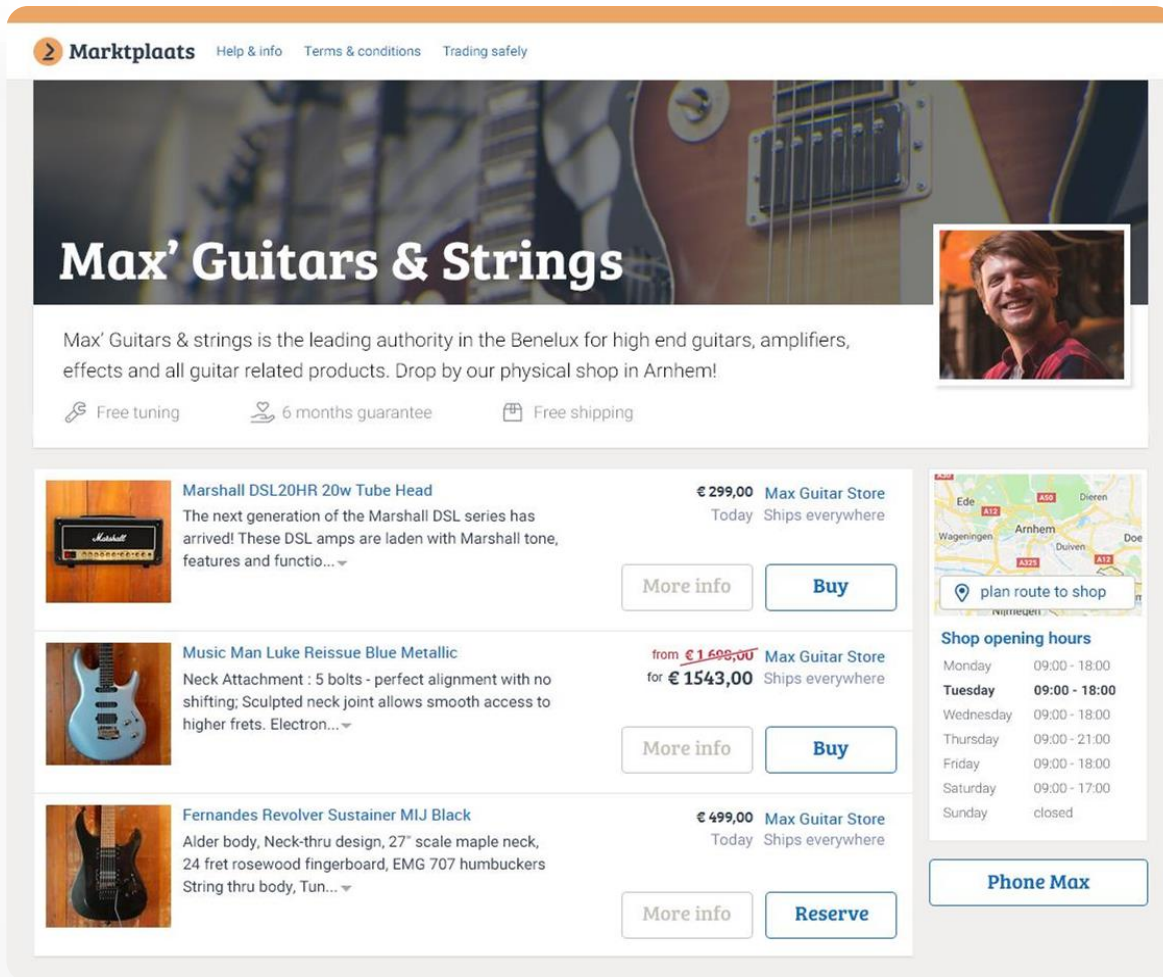 Marktplaats Help & info Terms & conditions Trading safely
Max’ Guitars & Strings
Max’ Guitars & strings is the leading authority in the Benelux for high end guitars, amplifiers,
effects and all guitar related products. Drop by our physical shop in Arnhem!
Free tuning 6 months guarantee Free shipping
Marshall
Marshall DSL20HR 20w Tube Head
The next generation of the Marshall DSL series has
arrived! These DSL amps are laden with Marshall tone,
features and functio...
€ 299,00 Max Guitar Store
Today Ships everywhere
More info Buy
Music Man Luke Reissue Blue Metallic
Neck Attachment : 5 bolts - perfect alignment with no
shifting; Sculpted neck joint allows smooth access to
higher frets. Electron...
from € 1 698,00 Max Guitar Store
for € 1543,00 Ships everywhere
More info Buy
Fernandes Revolver Sustainer MIJ Black
Alder body, Neck-thru design, 27" scale maple neck,
24 fret rosewood fingerboard, EMG 707 humbuckers
String thru body, Tun...
€ 499,00 Max Guitar Store
Today Ships everywhere
More info Reserve
Ede A50 Dieren
A12
Wageningen Arnhem Doe
Duiven
A325 A12
plan route to shop
Nijmegen
Shop opening hours
Monday 09:00 - 18:00
Tuesday 09:00 - 18:00
Wednesday 09:00 - 18:00
Thursday 09:00 - 21:00
Friday 09:00 - 18:00
Saturday 09:00 - 17:00
Sunday closed
Phone Max